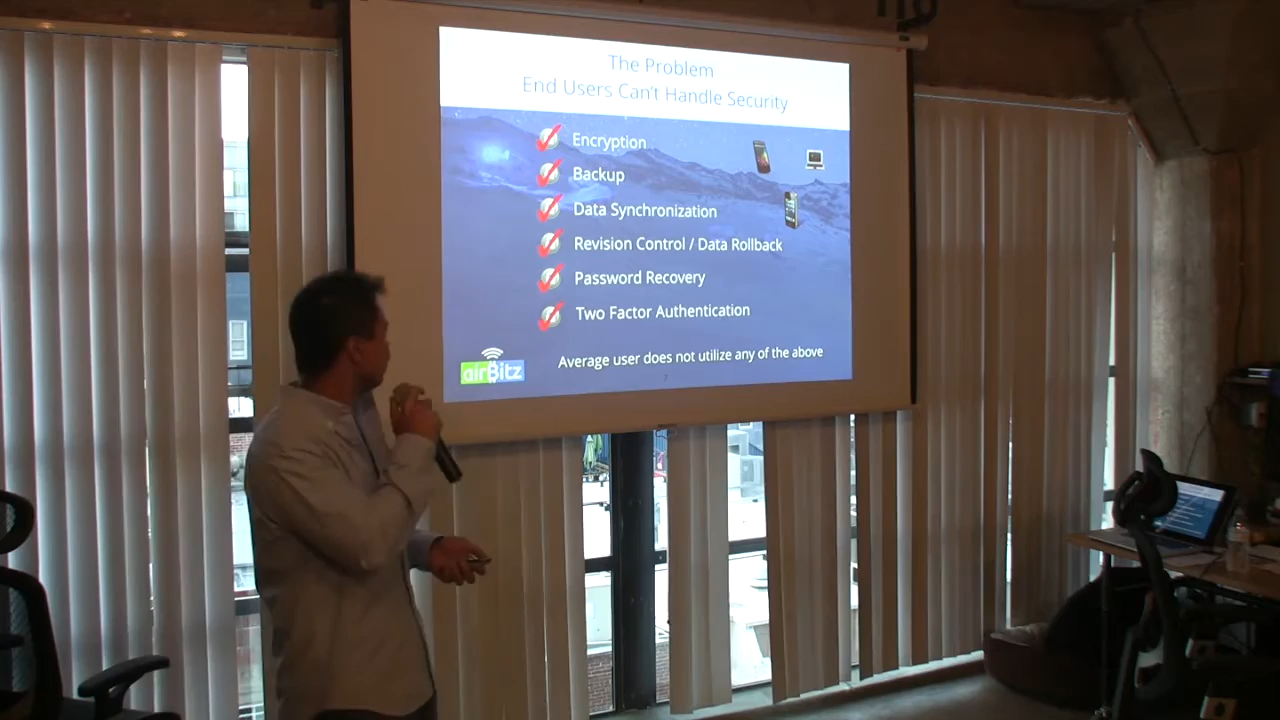 The Problem
End Users Can't Handle Security
Encryption
Backup
Data Synchronization
Revision Control / Data Rollback
Password Recovery
Two Factor Authentication
airBitz
Average user does not utilize any of the above
7